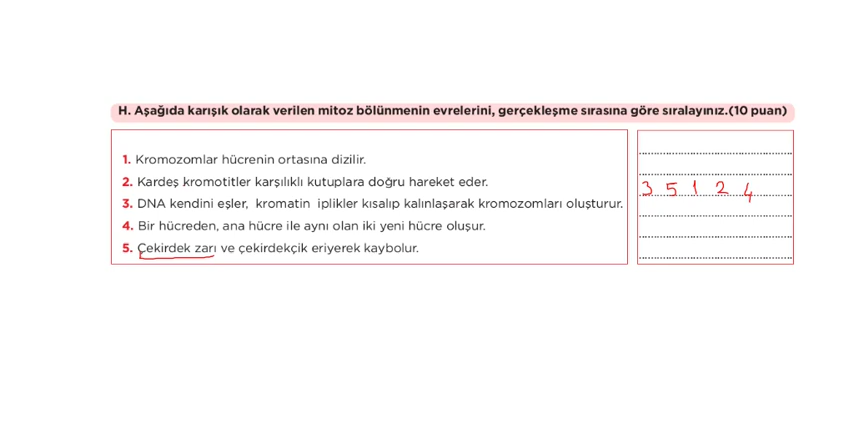 H. Aşağıda karışık olarak verilen mitoz bölünmenin evrelerini, gerçekleşme sırasına göre sıralayınız.(10 puan)
1. Kromozomlar hücrenin ortasına dizilir.
2. Kardeş kromotitler karşılıklı kutuplara doğru hareket eder.
3. DNA kendini eşler, kromatin iplikler kısalıp kalınlaşarak kromozomları oluşturur.
4. Bir hücreden, ana hücre ile aynı olan iki yeni hücre oluşur.
5. Çekirdek zarı ve çekirdekçik eriyerek kaybolur.
3 5 1 2 4